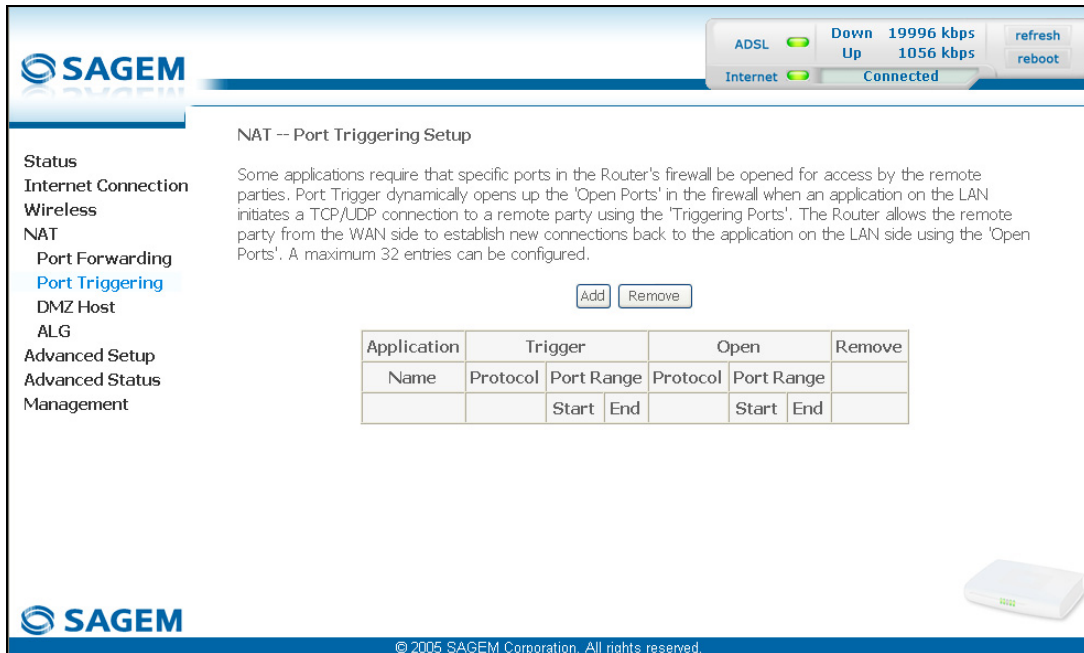 SAGEM
ADSL
Down 19996 kbps
Up 1056 kbps
refresh
reboot
Internet
Connected
Status
Internet Connection
Wireless
NAT
Port Forwarding
Port Triggering
DMZ Host
ALG
Advanced Setup
Advanced Status
Management
NAT -- Port Triggering Setup
Some applications require that specific ports in the Router's firewall be opened for access by the remote
parties. Port Trigger dynamically opens up the 'Open Ports' in the firewall when an application on the LAN
initiates a TCP/UDP connection to a remote party using the 'Triggering Ports'. The Router allows the remote
party from the WAN side to establish new connections back to the application on the LAN side using the 'Open
Ports'. A maximum 32 entries can be configured.
Add Remove
Application Trigger Open Remove
Name Protocol Port Range Protocol Port Range
Start End Start End
SAGEM
© 2005 SAGEM Corporation. All rights reserved.